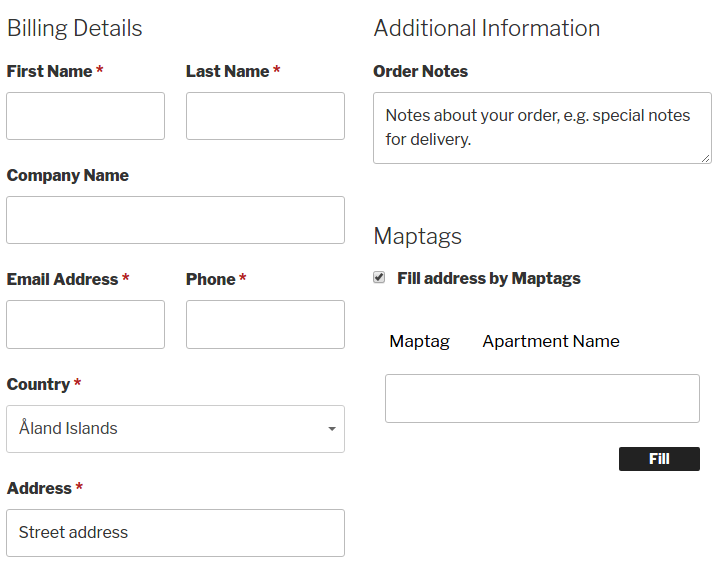 Billing Details
First Name *
Last Name *
Company Name
Email Address *
Phone *
Country *
Åland Islands
Address *
Street address
Additional Information
Order Notes
Notes about your order, e.g. special notes
for delivery.
Maptags
Fill address by Maptags
Maptag
Apartment Name
Fill